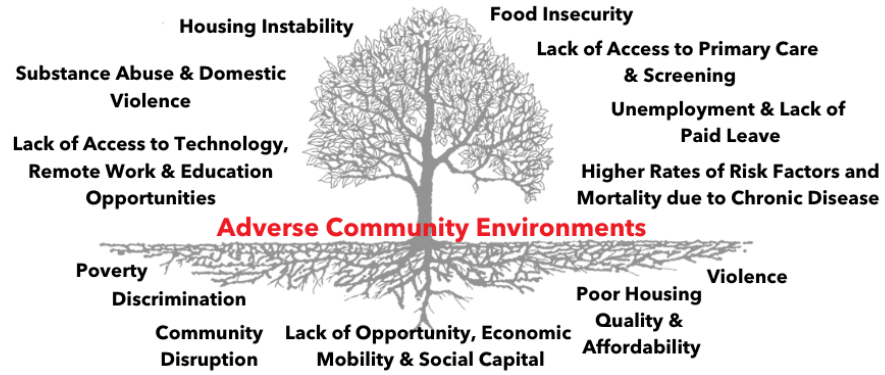 Housing Instability
Food Insecurity
Substance Abuse & Domestic
Violence
Lack of Access to Primary Care
& Screening
Unemployment & Lack of
Paid Leave
Lack of Access to Technology,
Remote Work & Education
Opportunities
Higher Rates of Risk Factors and
Mortality due to Chronic Disease
Adverse Community Environments
Poverty
Discrimination
Community
Disruption
Lack of Opportunity, Economic
Mobility & Social Capital
Poor Housing
Quality &
Affordability
Violence